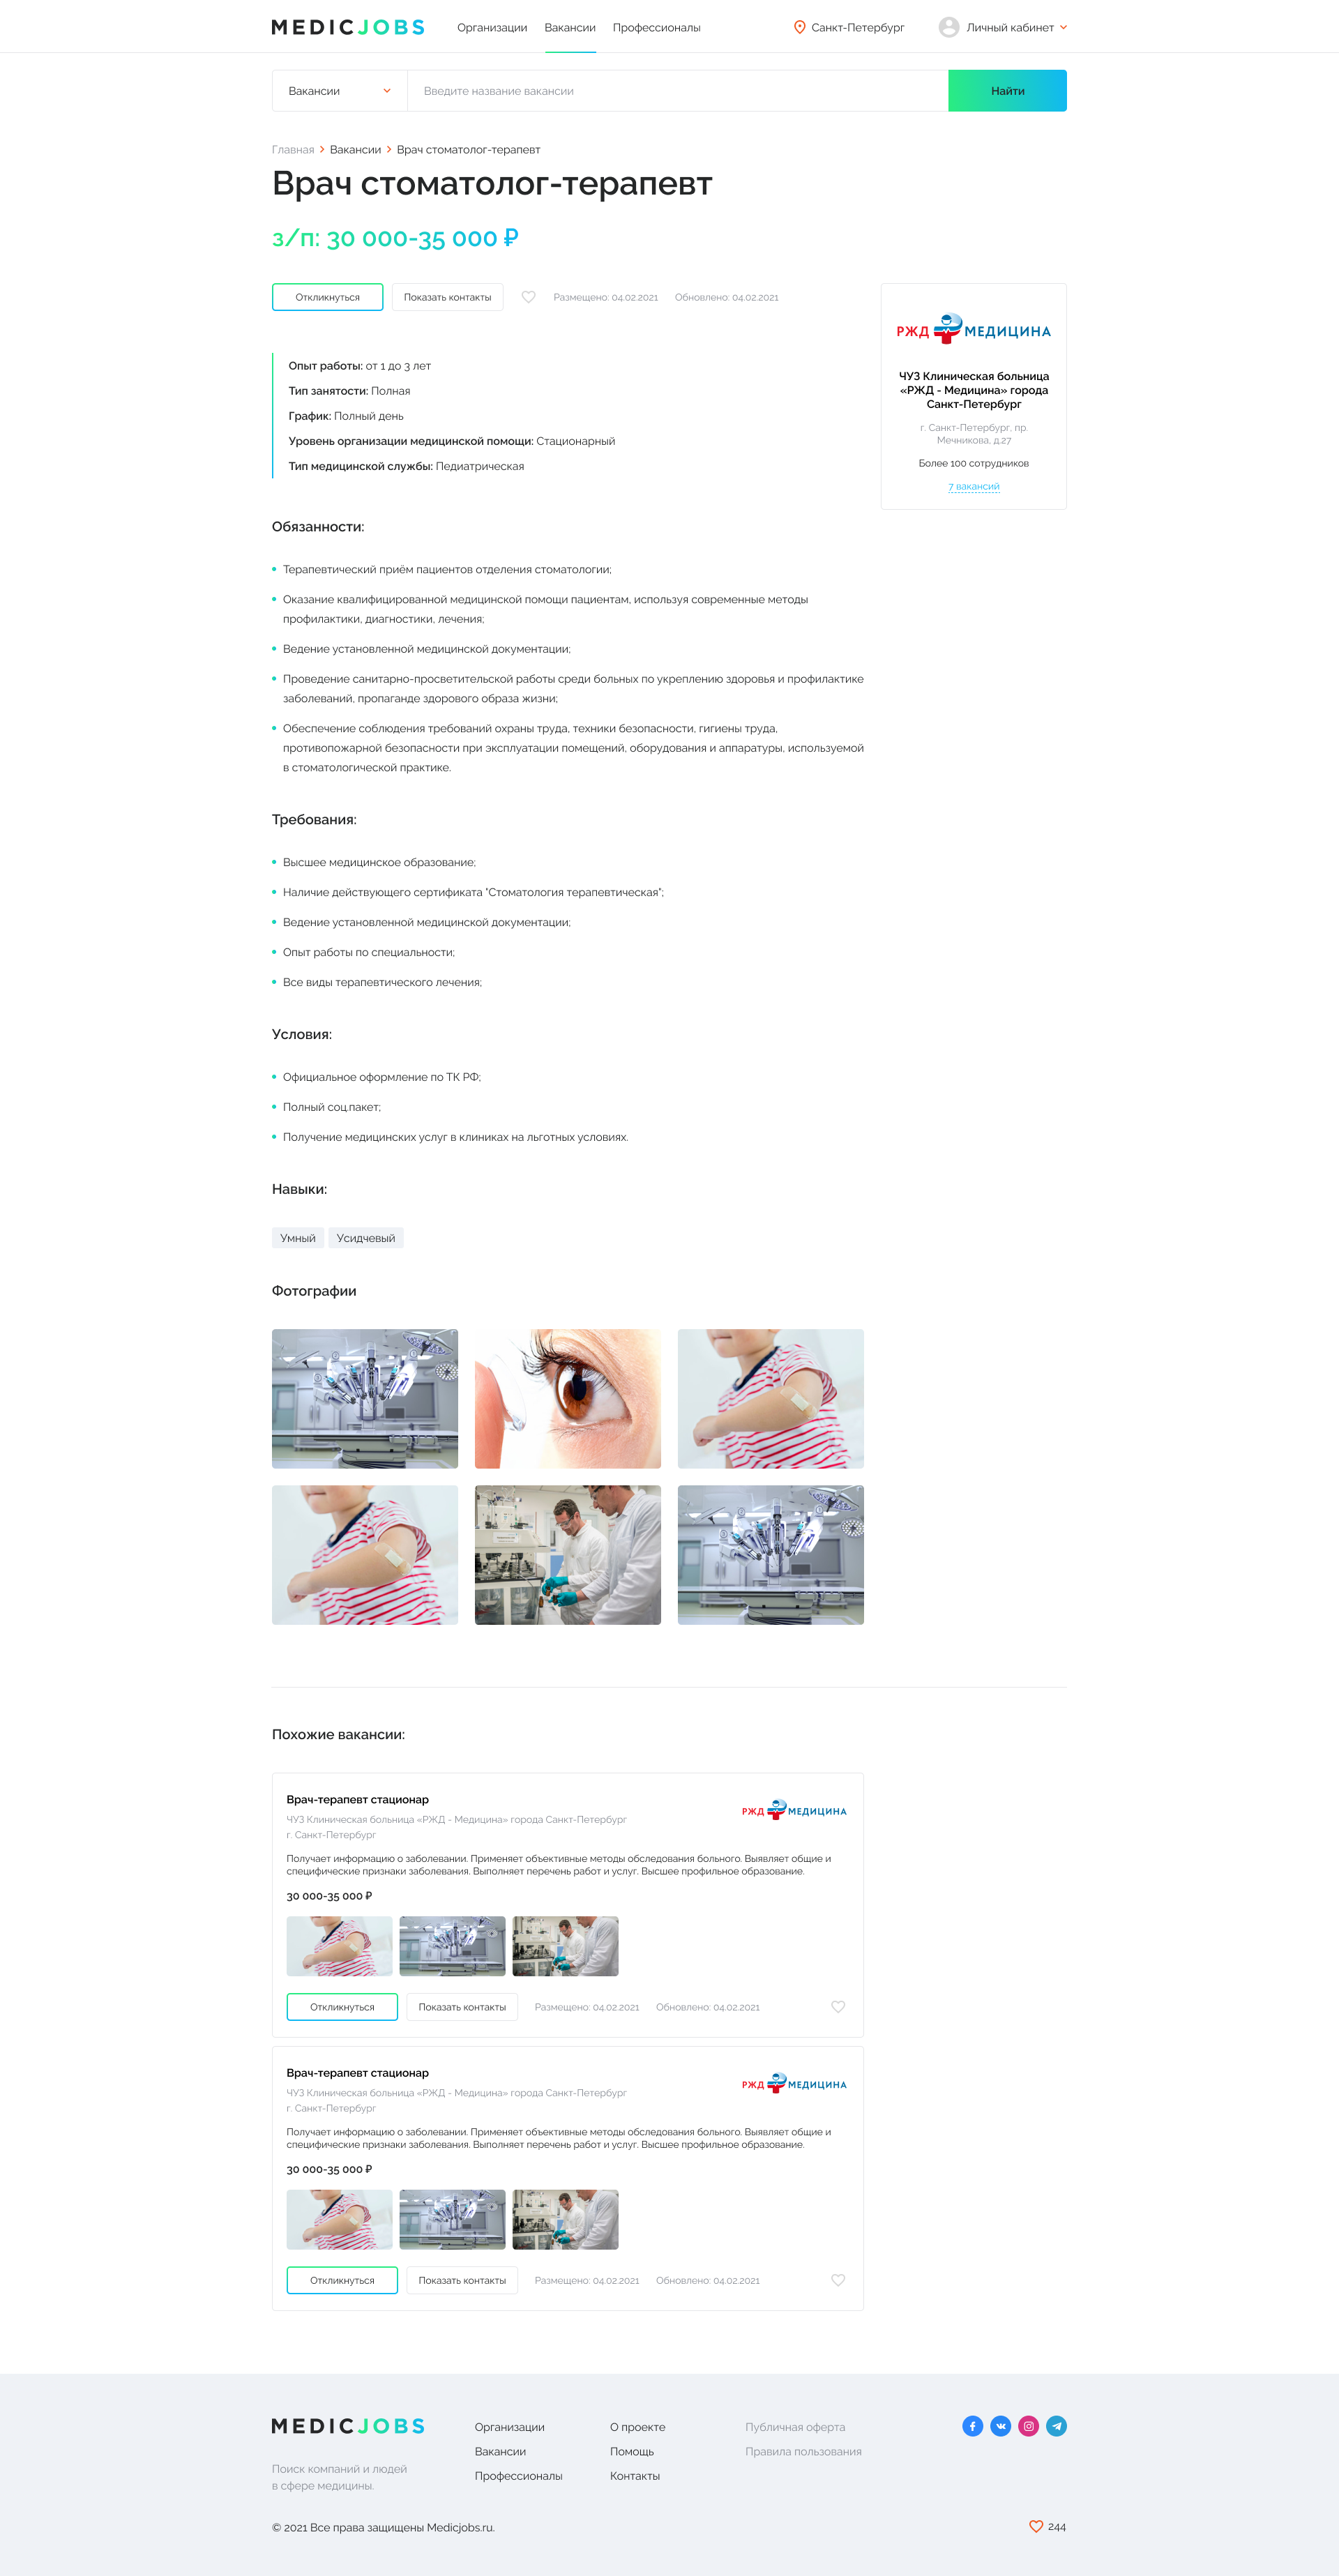 MEDICJOBS
Организации
Вакансии
Профессионалы
Санкт-Петербург
Личный кабинет
Вакансии
Введите название вакансии
Найти
Главная
Вакансии
Врач стоматолог-терапевт
Врач стоматолог-терапевт
з/п: 30 000-35 000 ₽
Откликнуться
Показать контакты
Размещено: 04.02.2021
Обновлено: 04.02.2021
РЖД МЕДИЦИНА
ЧУЗ Клиническая больница
«РЖД - Медицина» города
Санкт-Петербург
г. Санкт-Петербург, пр.
Мечникова, д.27
Более 100 сотрудников
7 вакансий
Опыт работы: от 1 до 3 лет
Тип занятости: Полная
График: Полный день
Уровень организации медицинской помощи: Стационарный
Тип медицинской службы: Педиатрическая
Обязанности:
Терапевтический приём пациентов отделения стоматологии;
Оказание квалифицированной медицинской помощи пациентам, используя современные методы
профилактики, диагностики, лечения;
Ведение установленной медицинской документации;
Проведение санитарно-просветительской работы среди больных по укреплению здоровья и профилактике
заболеваний, пропаганде здорового образа жизни;
Обеспечение соблюдения требований охраны труда, техники безопасности, гигиены труда,
противопожарной безопасности при эксплуатации помещений, оборудования и аппаратуры, используемой
в стоматологической практике.
Требования:
Высшее медицинское образование;
Наличие действующего сертификата "Стоматология терапевтическая";
Ведение установленной медицинской документации;
Опыт работы по специальности;
Все виды терапевтического лечения;
Условия:
Официальное оформление по ТК РФ;
Полный соц.пакет;
Получение медицинских услуг в клиниках на льготных условиях.
Навыки:
Умный
Усидчевый
Фотографии
Похожие вакансии:
Врач-терапевт стационар
РЖД МЕДИЦИНА
ЧУЗ Клиническая больница «РЖД - Медицина» города Санкт-Петербург
г. Санкт-Петербург
Получает информацию о заболевании. Применяет объективные методы обследования больного. Выявляет общие и
специфические признаки заболевания. Выполняет перечень работ и услуг. Высшее профильное образование.
30 000-35 000 ₽
Откликнуться
Показать контакты
Размещено: 04.02.2021
Обновлено: 04.02.2021
Врач-терапевт стационар
РЖД МЕДИЦИНА
ЧУЗ Клиническая больница «РЖД - Медицина» города Санкт-Петербург
г. Санкт-Петербург
Получает информацию о заболевании. Применяет объективные методы обследования больного. Выявляет общие и
специфические признаки заболевания. Выполняет перечень работ и услуг. Высшее профильное образование.
30 000-35 000 ₽
Откликнуться
Показать контакты
Размещено: 04.02.2021
Обновлено: 04.02.2021
MEDICJOBS
Поиск компаний и людей
в сфере медицины.
Организации
Вакансии
Профессионалы
О проекте
Помощь
Контакты
Публичная оферта
Правила пользования
© 2021 Все права защищены Medicjobs.ru.
244